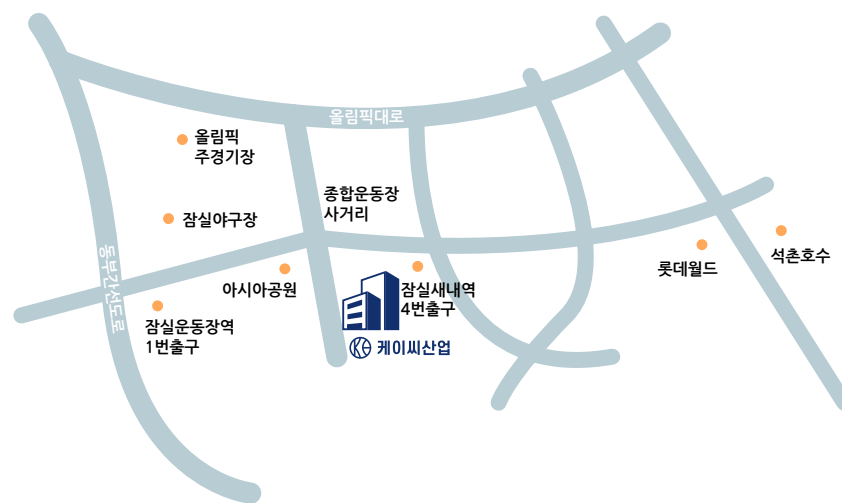 올림픽대로
올림픽
주경기장
종합운동장
사거리
잠실야구장
동부간선도로
석촌호수
롯데월드
아시아공원
잠실새내역
4번출구
잠실운동장역
1번출구
케이씨산업